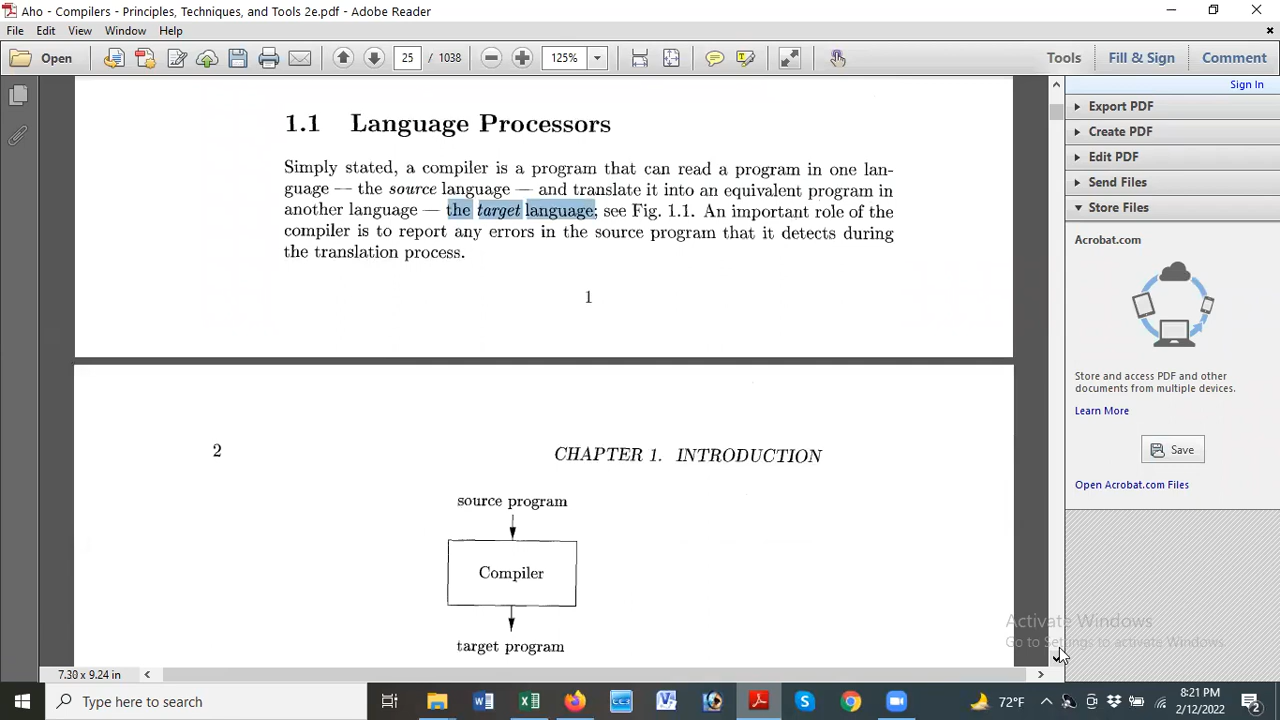 Aho - Compilers - Principles, Techniques, and Tools 2e.pdf - Adobe Reader
File Edit View Window Help
Open 25 / 1038 125% Tools Fill & Sign Comment
Sign In
Export PDF
Create PDF
Edit PDF
Send Files
Store Files
Acrobat.com
Store and access PDF and other
documents from multiple devices.
Learn More
Save
Open Acrobat.com Files
1.1 Language Processors
Simply stated, a compiler is a program that can read a program in one lan-
guage — the source language — and translate it into an equivalent program in
another language — the target language; see Fig. 1.1. An important role of the
compiler is to report any errors in the source program that it detects during
the translation process.
1
2 CHAPTER 1. INTRODUCTION
source program
Compiler
target program
Activate Windows
Go to Settings to activate Windows.
7.30 x 9.24 in
Type here to search
72°F 8:21 PM
2/12/2022
2